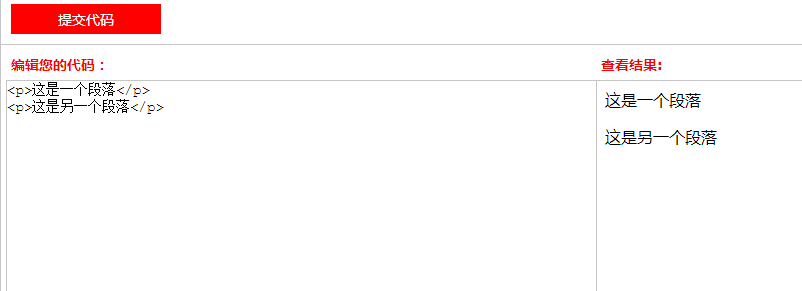 提交代码
编辑您的代码：
查看结果:
<p>这是一个段落</p>
<p>这是另一个段落</p>
这是一个段落
这是另一个段落